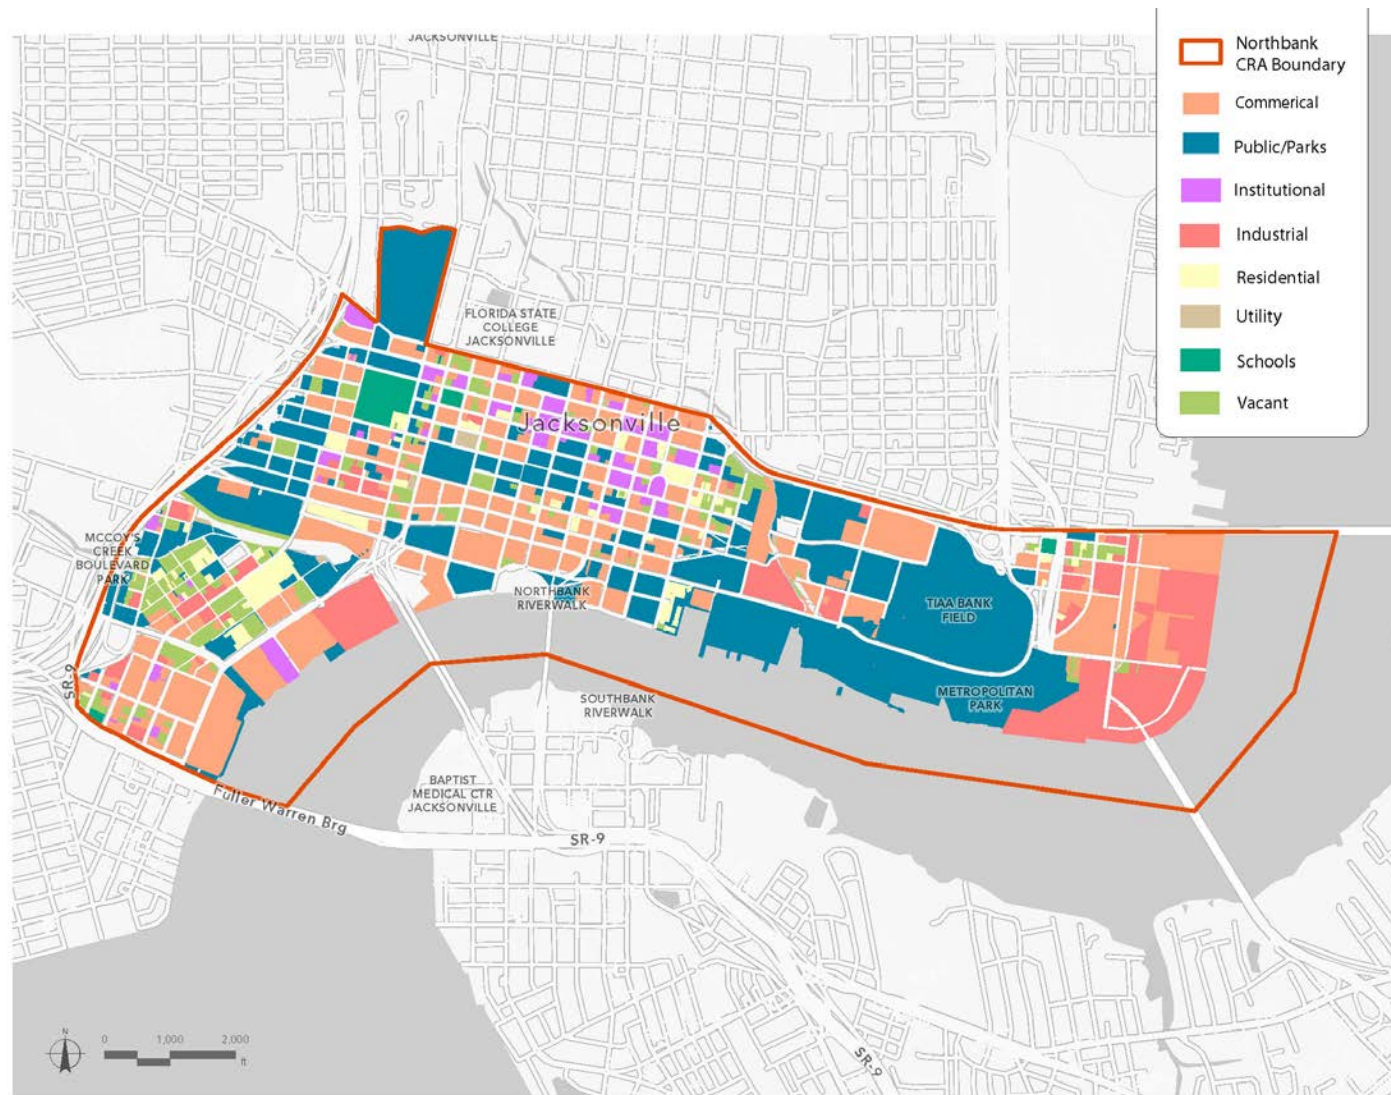 JACKSONVILLE
Northbank
CRA Boundary
Commerical
Public/Parks
Institutional
Industrial
Residential
Utility
Schools
Vacant
FLORIDA STATE
COLLEGE
JACKSONVILLE
Jacksonville
MCCOY'S
CREEK
BOULEVARD
PARK
NORTHBANK
RIVERWALK
TIAA BANK
FIELD
SR-9
METROPOLITAN
PARK
SOUTHBANK
RIVERWALK
BAPTIST
MEDICAL CTR
JACKSONVILLE
Fuller Warren Brg
SR-9
SR-9
N
0 1,000 2,000
ft